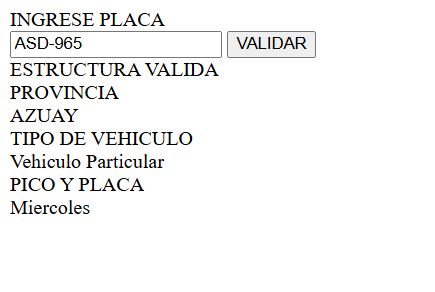 INGRESE PLACA
ASD-965 VALIDAR
ESTRUCTURA VALIDA
PROVINCIA
AZUAY
TIPO DE VEHICULO
Vehiculo Particular
PICO Y PLACA
Miercoles